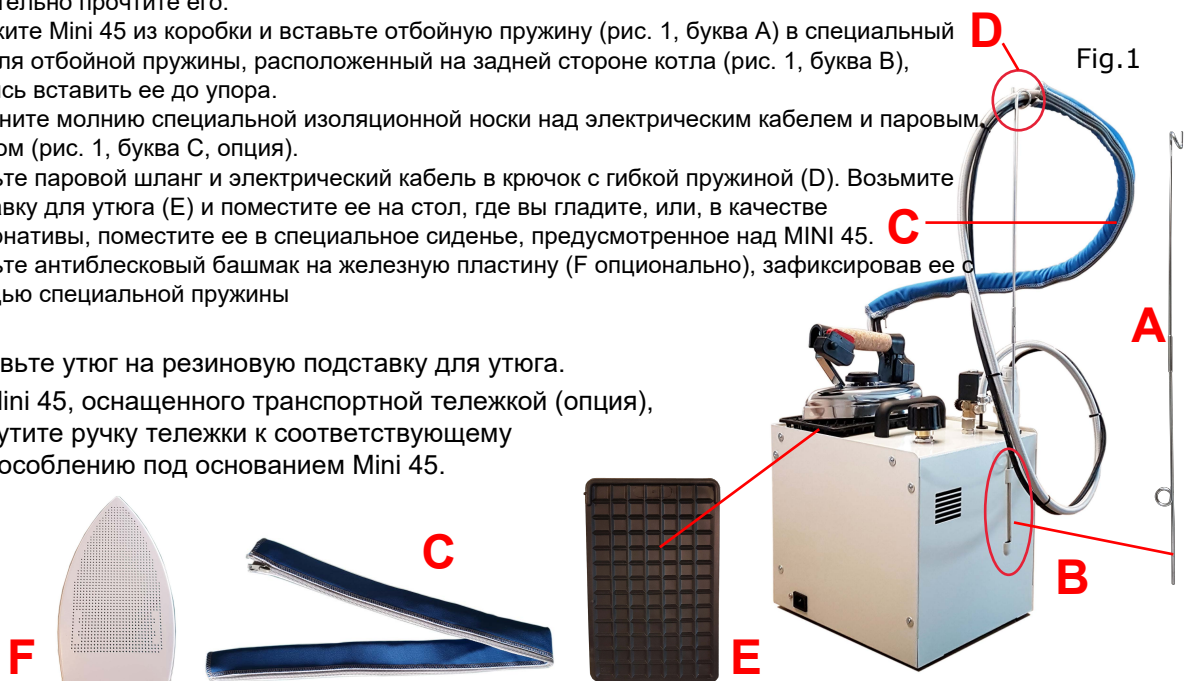 тельно прочтите его.
ките Mini 45 из коробки и вставьте отбойную пружину (рис. 1, буква A) в специальный
ля отбойной пружины, расположенный на задней стороне котла (рис. 1, буква B),
сь вставить ее до упора.
ните молнию специальной изоляционной носки над электрическим кабелем и паровым
ом (рис. 1, буква C, опция).
ьте паровой шланг и электрический кабель в крючок с гибкой пружиной (D). Возьмите
авку для утюга (E) и поместите ее на стол, где вы гладите, или, в качестве
рнативы, поместите ее в специальное сиденье, предусмотренное над MINI 45.
ьте антиблесковый башмак на железную пластину (F опционально), зафиксировав ее с
щью специальной пружины
вьте утюг на резиновую подставку для утюга.
Mini 45, оснащенного транспортной тележкой (опция),
утите ручку тележки к соответствующему
особлению под основанием Mini 45.
Fig.1
D
C
A
B
C
F
E